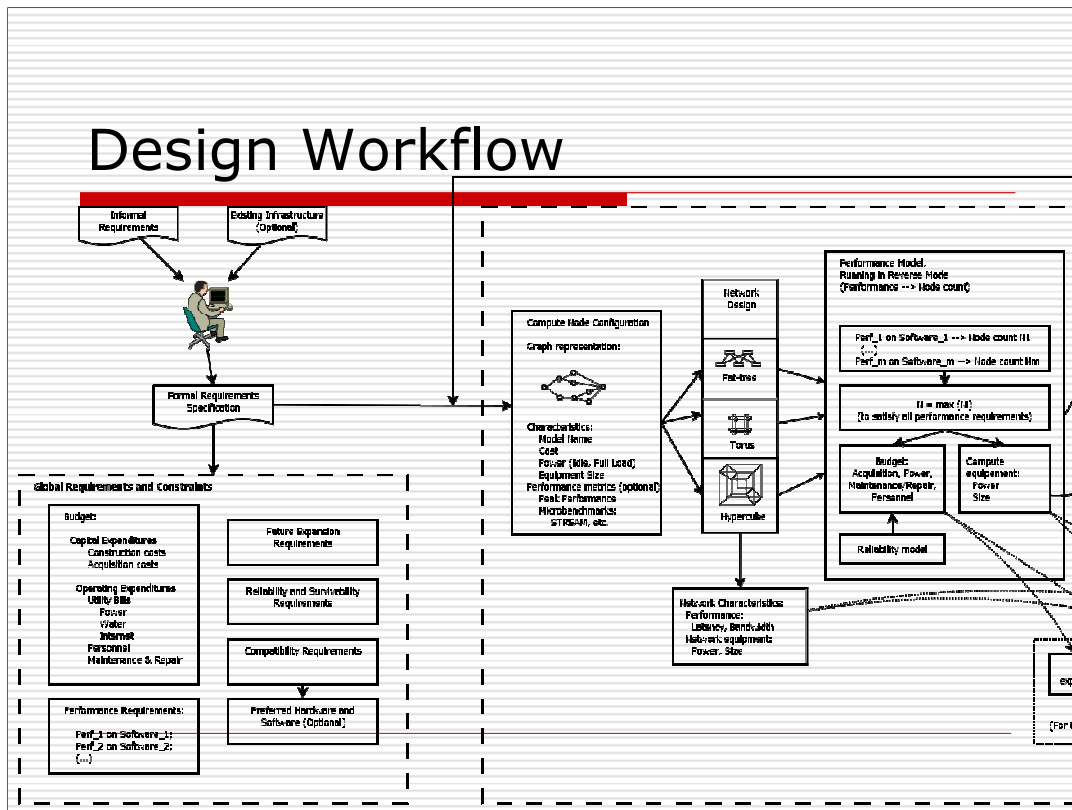 Design Workflow
Informal
Requirements
Existing Infrastructure
(Optional)
Formal Requirements
Specification
Global Requirements and Constraints
Budget:
Capital Expenditures
Construction costs
Acquisition costs
Operating Expenditures
Utility Bills
Power
Water
Internet
Personnel
Maintenance & Repair
Performance Requirements:
Perf_1 on Software_1;
Perf_2 on Software_2;
(...)
Future Expansion
Requirements
Reliability and Survivability
Requirements
Compatibility Requirements
Preferred Hardware and
Software (Optional)
Compute Node Configuration
Graph representation:
Characteristics:
Model Name
Cost
Power (Idle, Full Load)
Equipment Size
Performance metrics (optional)
Peak Performance
Microbenchmarks:
STREAM, etc.
Network
Design
Fat-tree
Torus
Hypercube
Network Characteristics:
Performance:
Latency, Bandwidth
Network equipment:
Power, Size
Performance Model,
Running in Reverse Mode
(Performance --> Node count)
Perf_1 on Software_1 --> Node count N1
(...)
Perf_m on Software_m --> Node count Nm
N = max {Ni}
(to satisfy all performance requirements)
Budget:
Acquisition, Power,
Maintenance/Repair,
Personnel
Compute
equipement:
Power
Size
Reliability model
exp
(For